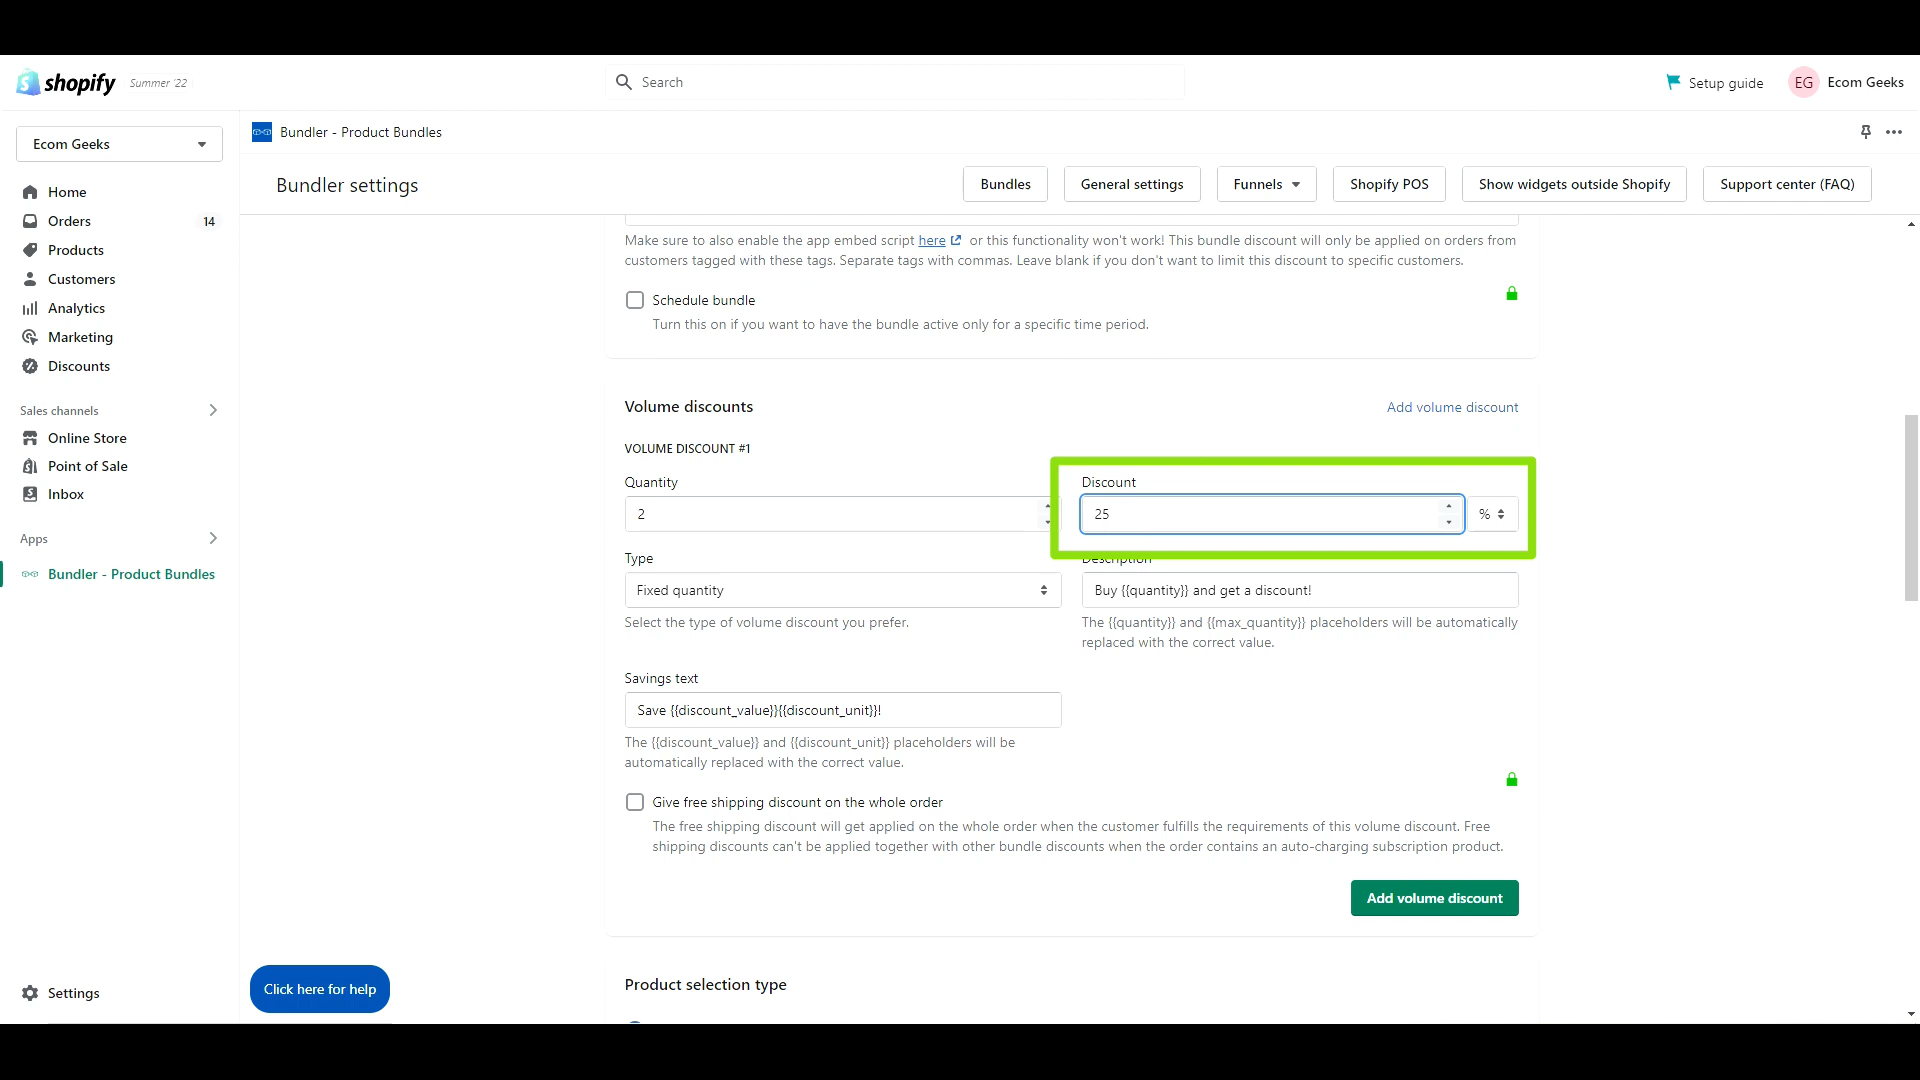 shopify Summer '22
Search
Setup guide
EG Ecom Geeks
Ecom Geeks
Home
Orders 14
Products
Customers
Analytics
Marketing
Discounts
Sales channels
Online Store
Point of Sale
Inbox
Apps
Bundler - Product Bundles
Settings
Bundler - Product Bundles
Bundler settings
Bundles
General settings
Funnels
Shopify POS
Show widgets outside Shopify
Support center (FAQ)
Make sure to also enable the app embed script here or this functionality won't work! This bundle discount will only be applied on orders from
customers tagged with these tags. Separate tags with commas. Leave blank if you don't want to limit this discount to specific customers.
Schedule bundle
Turn this on if you want to have the bundle active only for a specific time period.
Volume discounts
Add volume discount
VOLUME DISCOUNT #1
Quantity
2
Discount
25
%
Type
Fixed quantity
Select the type of volume discount you prefer.
Description
Buy {{quantity}} and get a discount!
The {{quantity}} and {{max_quantity}} placeholders will be automatically
replaced with the correct value.
Savings text
Save {{discount_value}}{{discount_unit}}!
The {{discount_value}} and {{discount_unit}} placeholders will be
automatically replaced with the correct value.
Give free shipping discount on the whole order
The free shipping discount will get applied on the whole order when the customer fulfills the requirements of this volume discount. Free
shipping discounts can't be applied together with other bundle discounts when the order contains an auto-charging subscription product.
Add volume discount
Product selection type
Click here for help